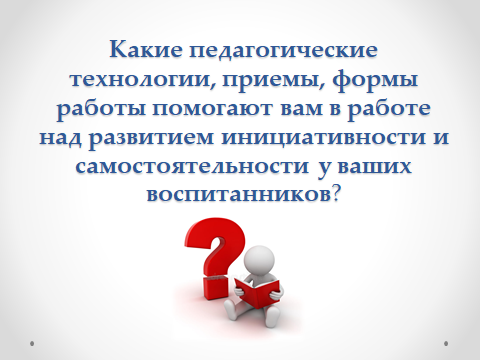 Какие педагогические
технологии, приемы, формы
работы помогают вам в работе
над развитием инициативности и
самостоятельности у ваших
воспитанников?